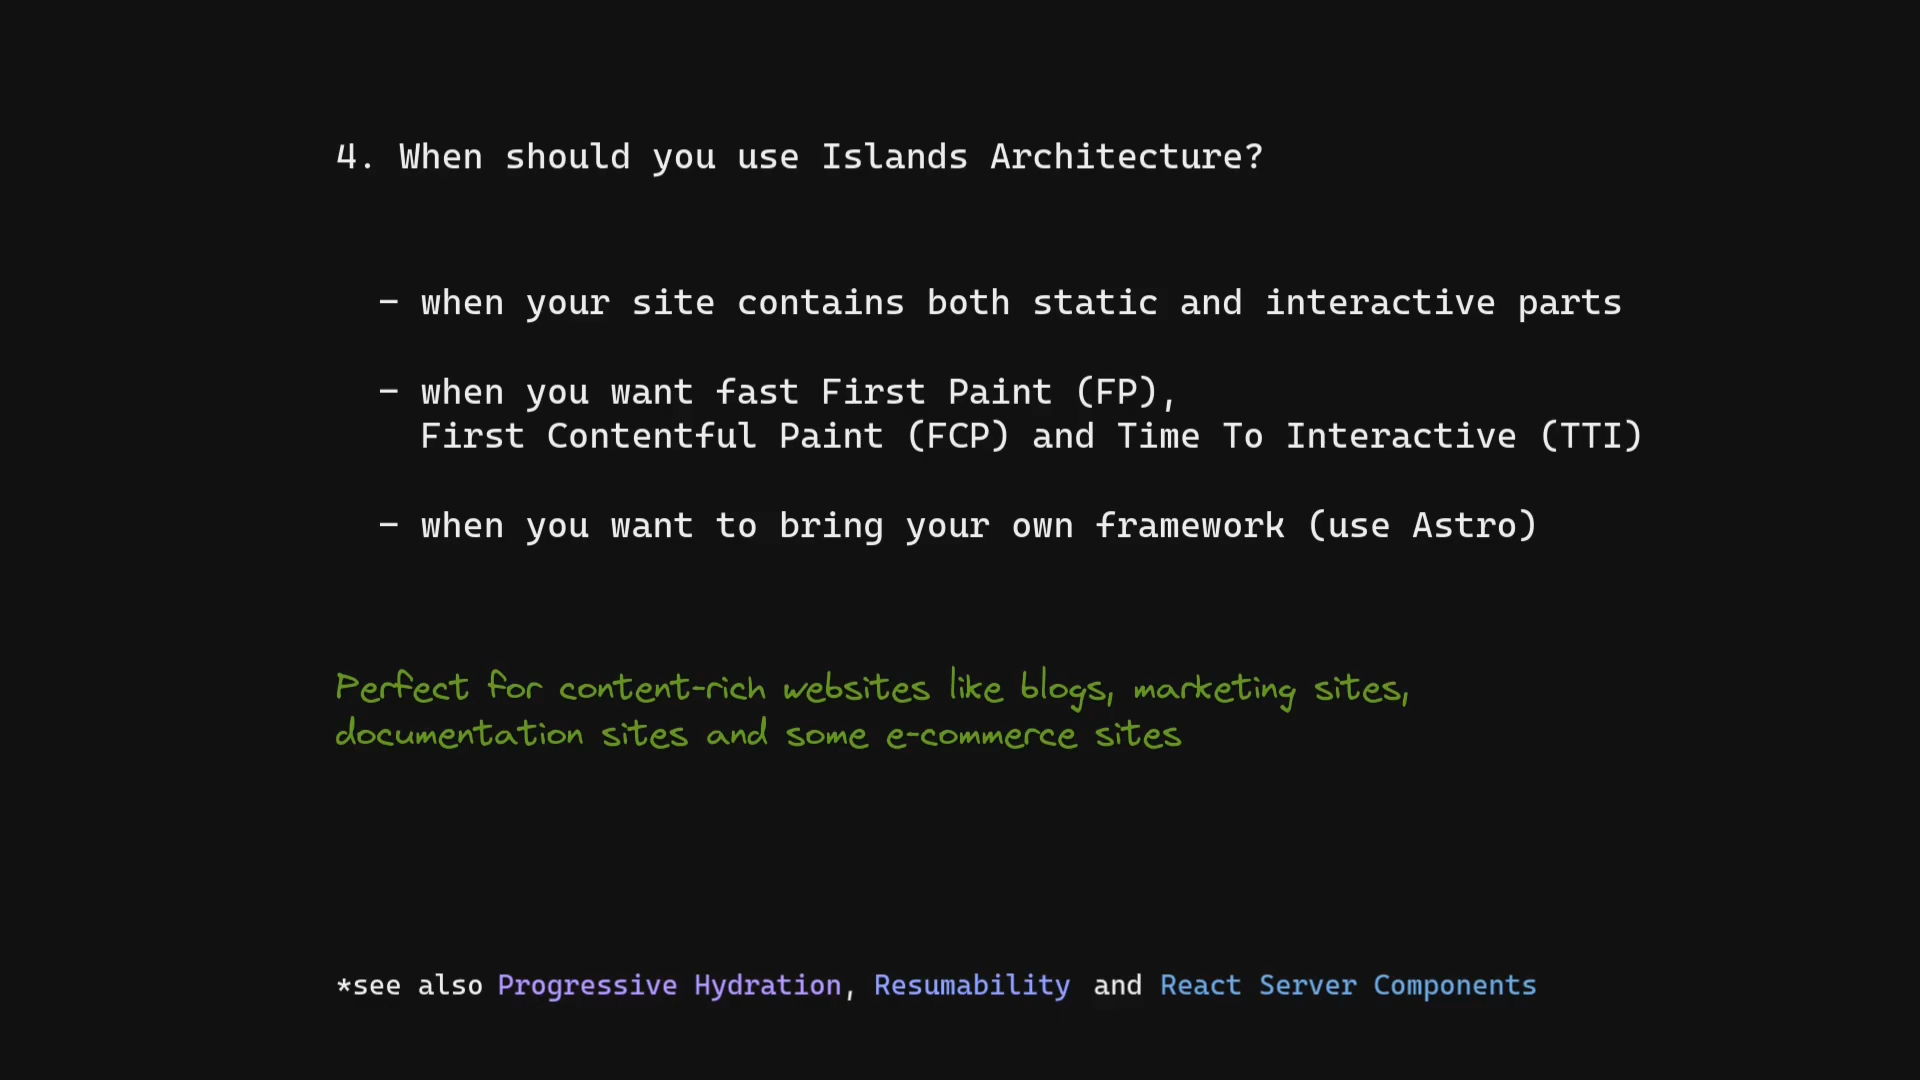 4. When should you use Islands Architecture?
– when your site contains both static and interactive parts
– when you want fast First Paint (FP),
First Contentful Paint (FCP) and Time To Interactive (TTI)
– when you want to bring your own framework (use Astro)
Perfect for content-rich websites like blogs, marketing sites,
documentation sites and some e-commerce sites
*see also Progressive Hydration, Resumability and React Server Components